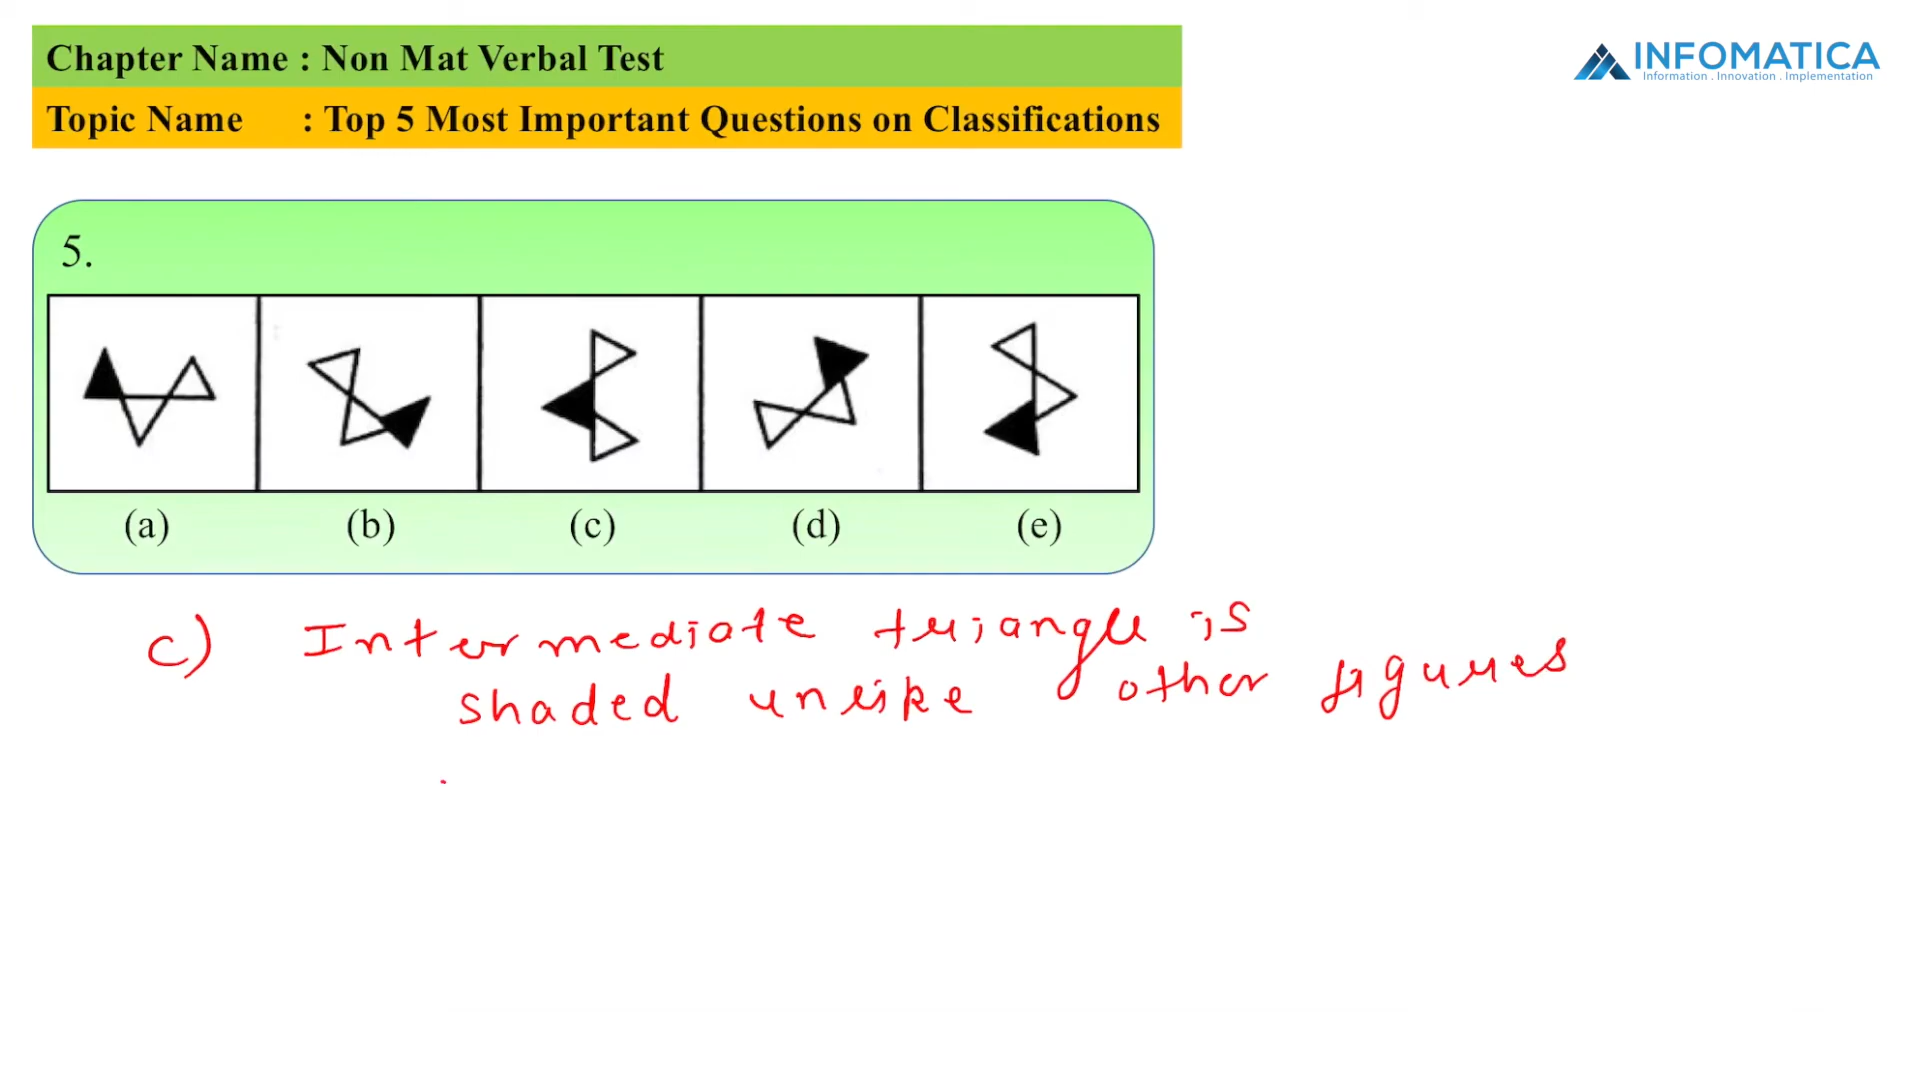 Chapter Name : Non Mat Verbal Test
Topic Name : Top 5 Most Important Questions on Classifications
INFOMATICA
Information . Innovation . Implementation
5.
(a) (b) (c) (d) (e)
c) Intermediate triangle is
shaded unlike other figures